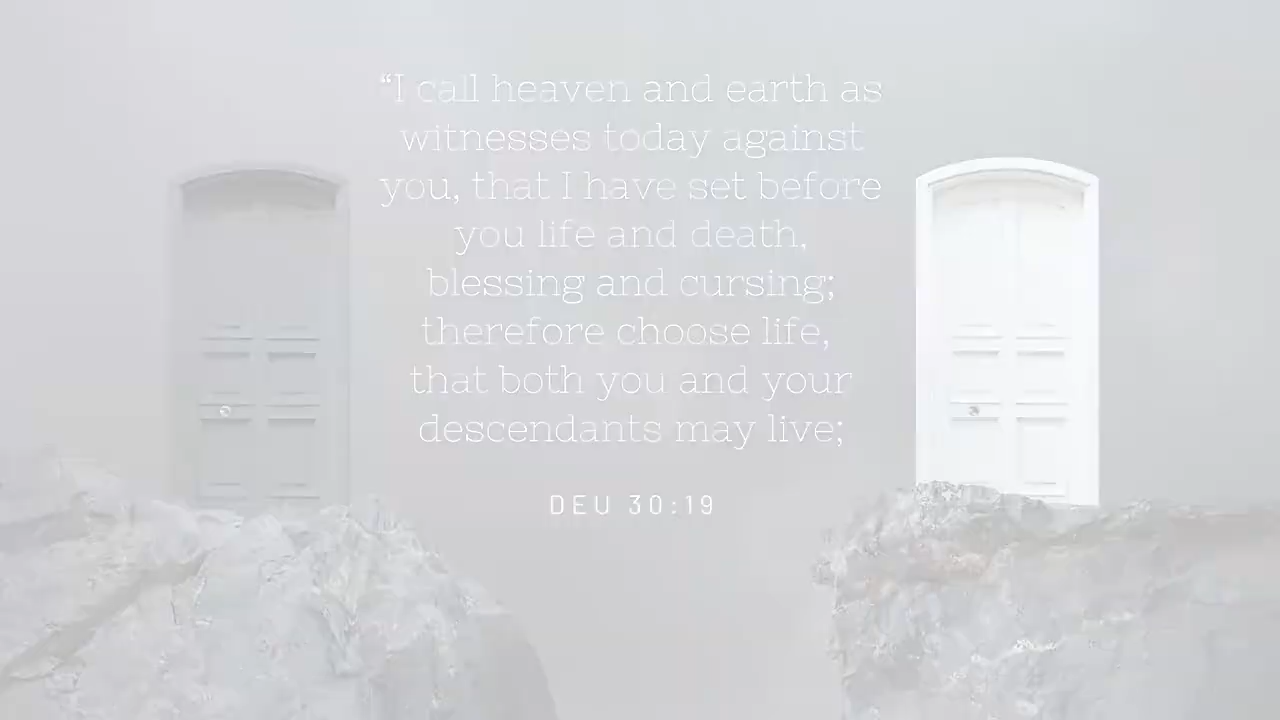 “I call heaven and earth as
witnesses today against
you, that I have set before
you life and death,
blessing and cursing;
therefore choose life,
that both you and your
descendants may live;
DEU 30:19